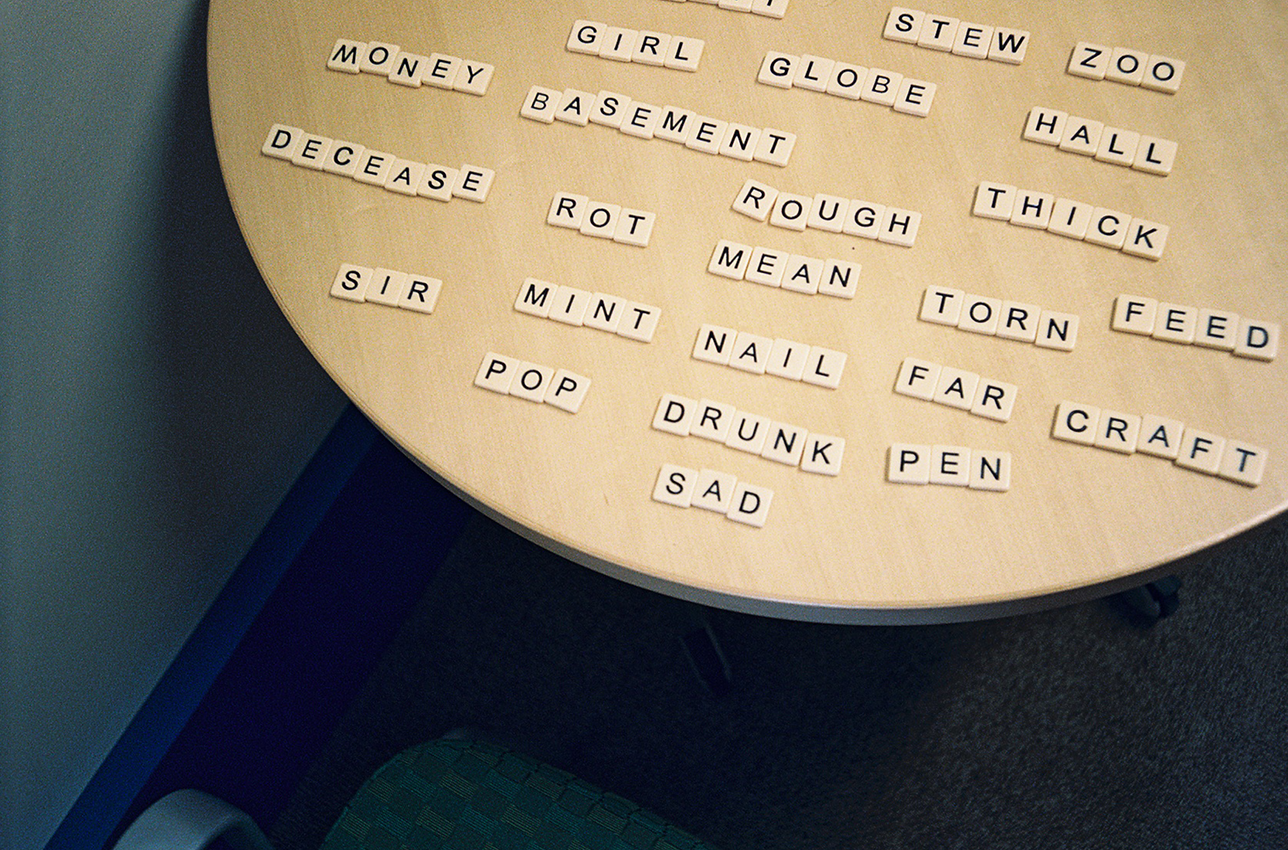 STEW
GIRL
ZOO
MONEY
GLOBE
BASEMENT
HALL
DECEASE
ROT
ROUGH
THICK
MEAN
SIR
MINT
TORN
FEED
NAIL
POP
FAR
DRUNK
CRAFT
PEN
SAD